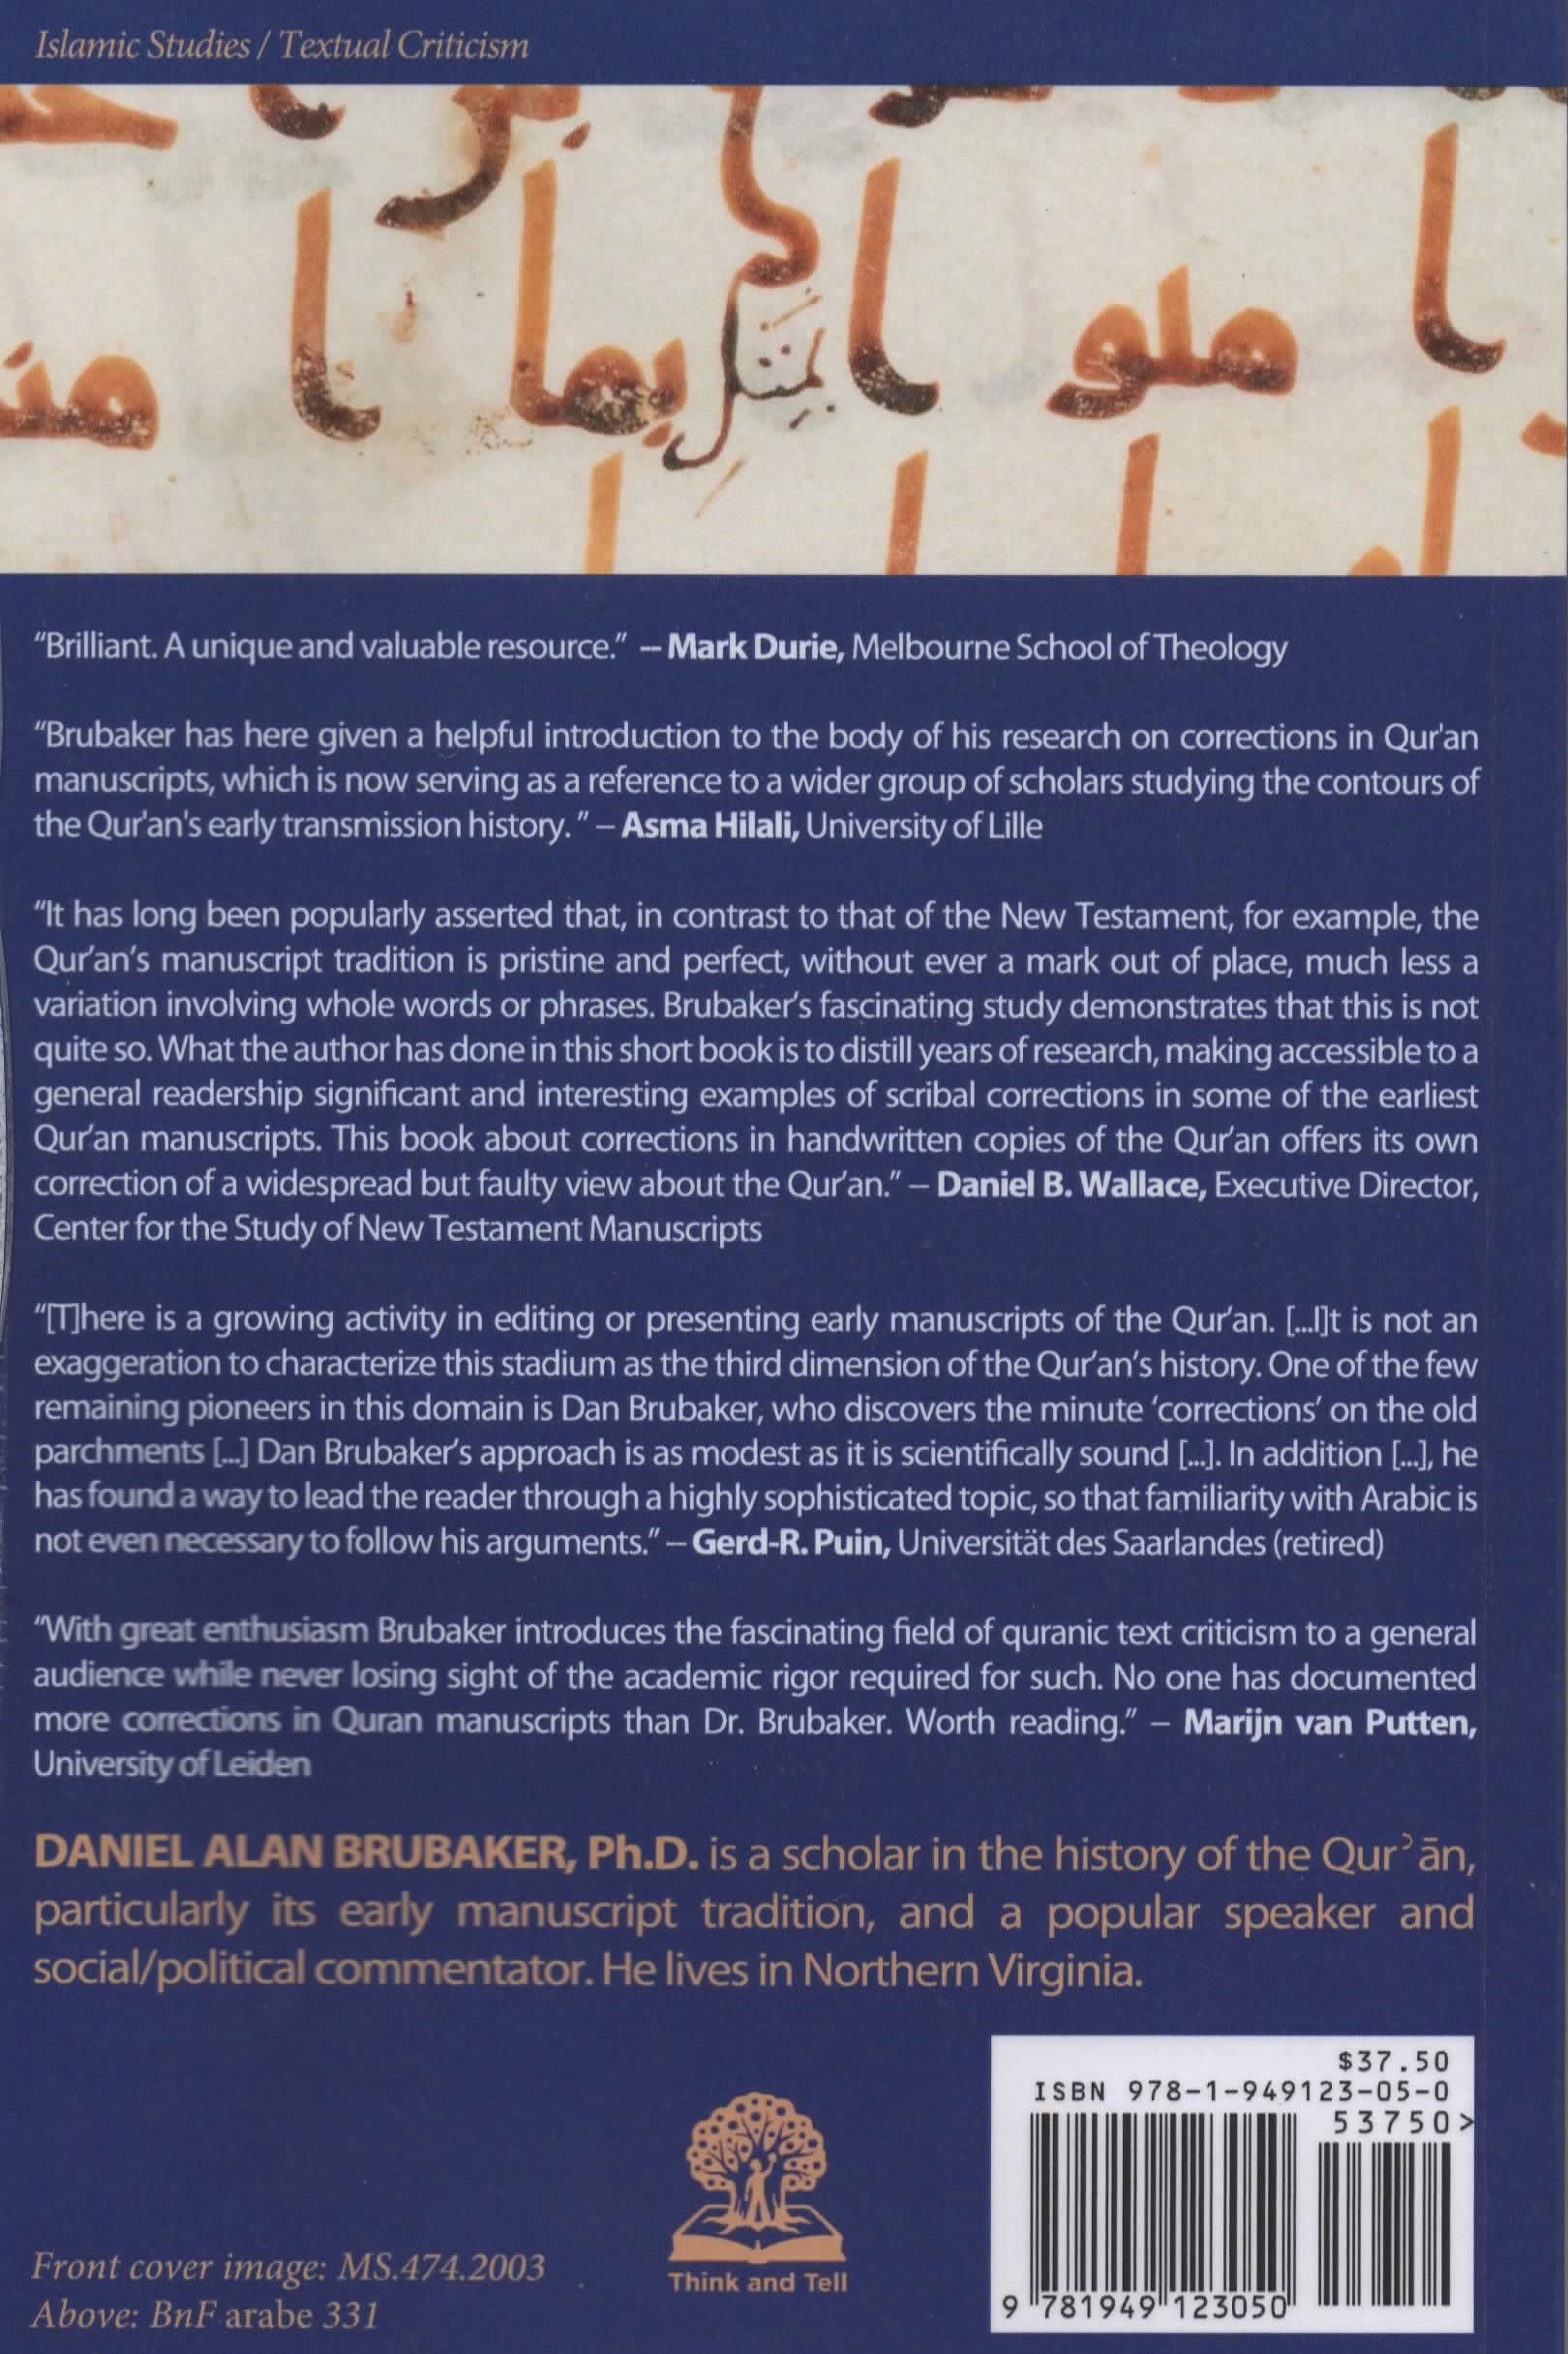 Islamic Studies / Textual Criticism
“Brilliant. A unique and valuable resource.” -- Mark Durie, Melbourne School of Theology
“Brubaker has here given a helpful introduction to the body of his research on corrections in Qur'an
manuscripts, which is now serving as a reference to a wider group of scholars studying the contours of
the Qur'an's early transmission history. ” – Asma Hilali, University of Lille
“It has long been popularly asserted that, in contrast to that of the New Testament, for example, the
Qur’an’s manuscript tradition is pristine and perfect, without ever a mark out of place, much less a
variation involving whole words or phrases. Brubaker’s fascinating study demonstrates that this is not
quite so. What the author has done in this short book is to distill years of research, making accessible to a
general readership significant and interesting examples of scribal corrections in some of the earliest
Qur’an manuscripts. This book about corrections in handwritten copies of the Qur’an offers its own
correction of a widespread but faulty view about the Qur’an.” – Daniel B. Wallace, Executive Director,
Center for the Study of New Testament Manuscripts
“[T]here is a growing activity in editing or presenting early manuscripts of the Qur’an. [...I]t is not an
exaggeration to characterize this stadium as the third dimension of the Qur’an’s history. One of the few
remaining pioneers in this domain is Dan Brubaker, who discovers the minute ‘corrections’ on the old
parchments [...] Dan Brubaker’s approach is as modest as it is scientifically sound [...]. In addition [...], he
has found a way to lead the reader through a highly sophisticated topic, so that familiarity with Arabic is
not even necessary to follow his arguments.” – Gerd-R. Puin, Universität des Saarlandes (retired)
“With great enthusiasm Brubaker introduces the fascinating field of quranic text criticism to a general
audience while never losing sight of the academic rigor required for such. No one has documented
more corrections in Quran manuscripts than Dr. Brubaker. Worth reading.” – Marijn van Putten,
University of Leiden
DANIEL ALAN BRUBAKER, Ph.D. is a scholar in the history of the Qurʾān,
particularly its early manuscript tradition, and a popular speaker and
social/political commentator. He lives in Northern Virginia.
$37.50
ISBN 978-1-949123-05-0
53750>
9 781949 123050
Think and Tell
Front cover image: MS.474.2003
Above: BnF arabe 331